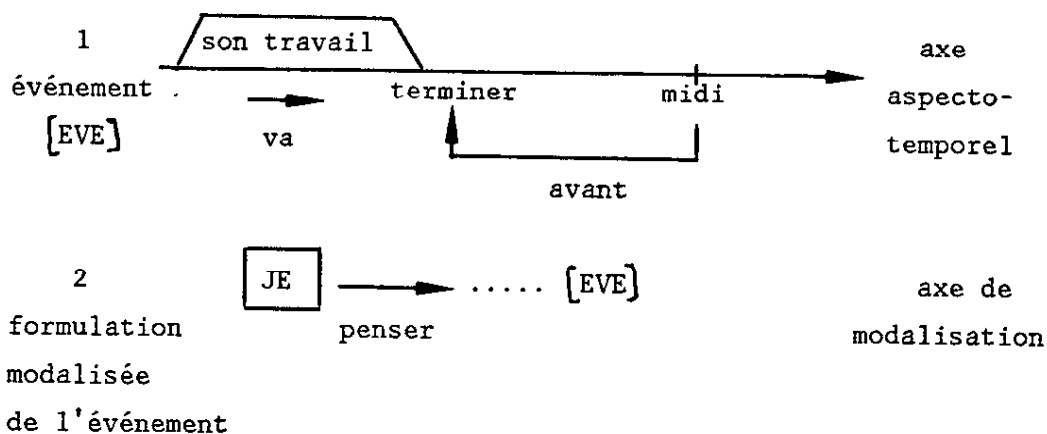 1
événement
[EVE]
son travail
va
terminer
midi
avant
axe
aspecto-
temporel
2
formulation
modalisée
de l'événement
JE
penser
..... [EVE]
axe de
modalisation